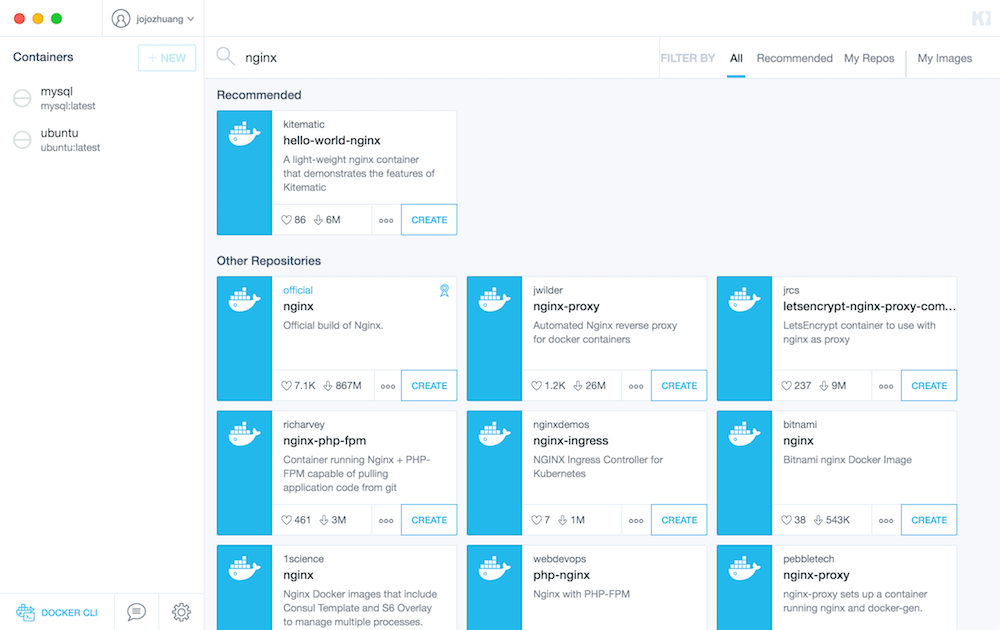 jojozhuang
Containers
+ NEW
mysql
mysql:latest
ubuntu
ubuntu:latest
DOCKER CLI
nginx
FILTER BY All Recommended My Repos My Images
Recommended
kitematic
hello-world-nginx
A light-weight nginx container
that demonstrates the features of
Kitematic
86 6M CREATE
Other Repositories
official
nginx
Official build of Nginx.
7.1K 867M CREATE
jwilder
nginx-proxy
Automated Nginx reverse proxy
for docker containers
1.2K 26M CREATE
jrcs
letsencrypt-nginx-proxy-com...
LetsEncrypt container to use with
nginx as proxy
237 9M CREATE
richarvey
nginx-php-fpm
Container running Nginx + PHP-
FPM capable of pulling
application code from git
461 3M CREATE
nginxdemos
nginx-ingress
NGINX Ingress Controller for
Kubernetes
7 1M CREATE
bitnami
nginx
Bitnami nginx Docker Image
38 543K CREATE
1science
nginx
Nginx Docker images that include
Consul Template and S6 Overlay
to manage multiple processes.
webdevops
php-nginx
Nginx with PHP-FPM
pebbletech
nginx-proxy
nginx-proxy sets up a container
running nginx and docker-gen.